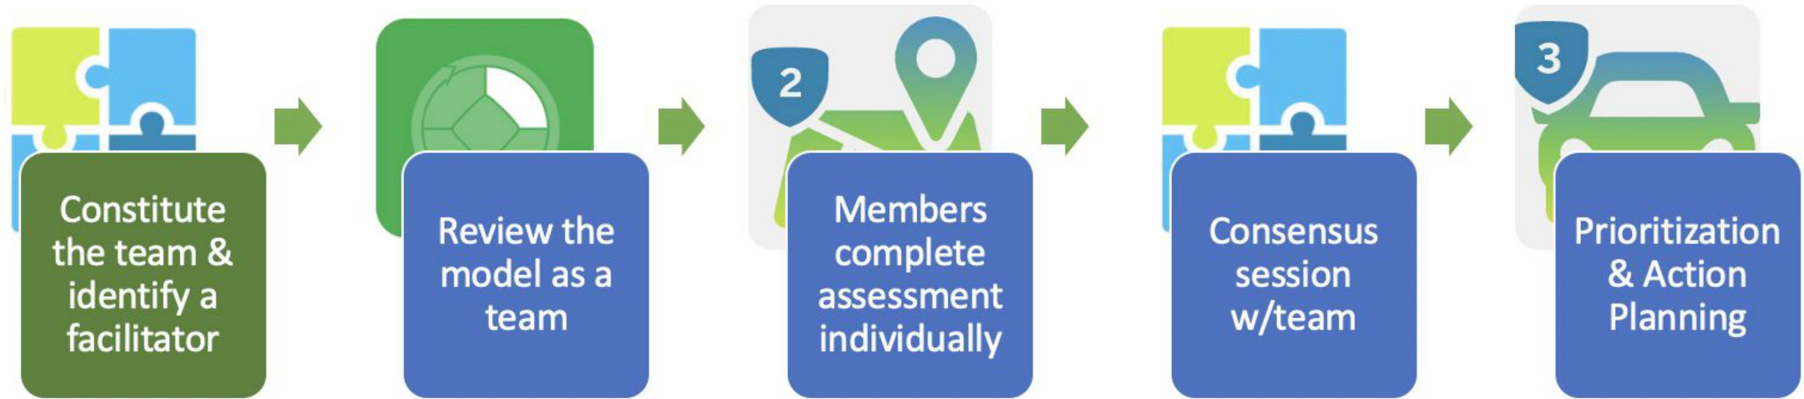 Constitute
the team &
identify a
facilitator
Review the
model as a
team
2
Members
complete
assessment
individually
Consensus
session
w/team
3
Prioritization
& Action
Planning